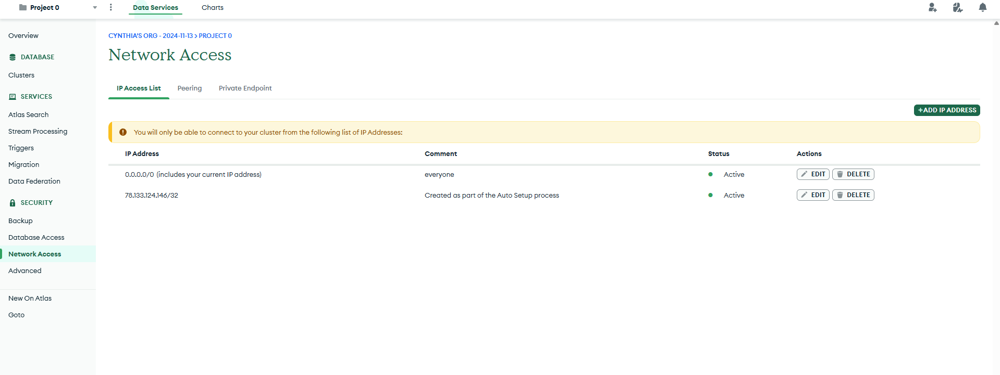 Project 0
Data Services
Charts
Overview
DATABASE
Clusters
SERVICES
Atlas Search
Stream Processing
Triggers
Migration
Data Federation
SECURITY
Backup
Database Access
Network Access
Advanced
New On Atlas
Goto
CYNTHIA'S ORG - 2024-11-13 > PROJECT 0
Network Access
IP Access List Peering Private Endpoint
+ADD IP ADDRESS
You will only be able to connect to your cluster from the following list of IP Addresses:
IP Address Comment Status Actions
0.0.0.0/0 (includes your current IP address) everyone Active EDIT DELETE
78.133.124.146/32 Created as part of the Auto Setup process Active EDIT DELETE